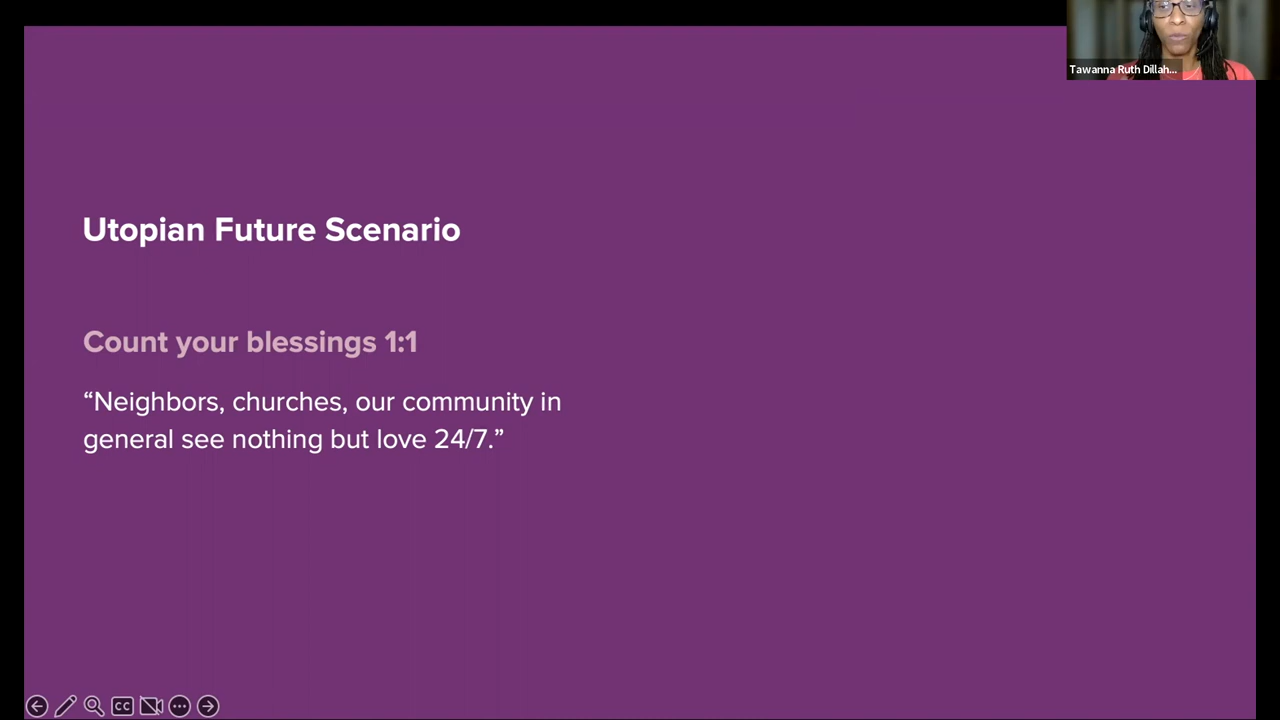 Tawanna Ruth Dillah...
Utopian Future Scenario
Count your blessings 1:1
“Neighbors, churches, our community in
general see nothing but love 24/7.”
CC